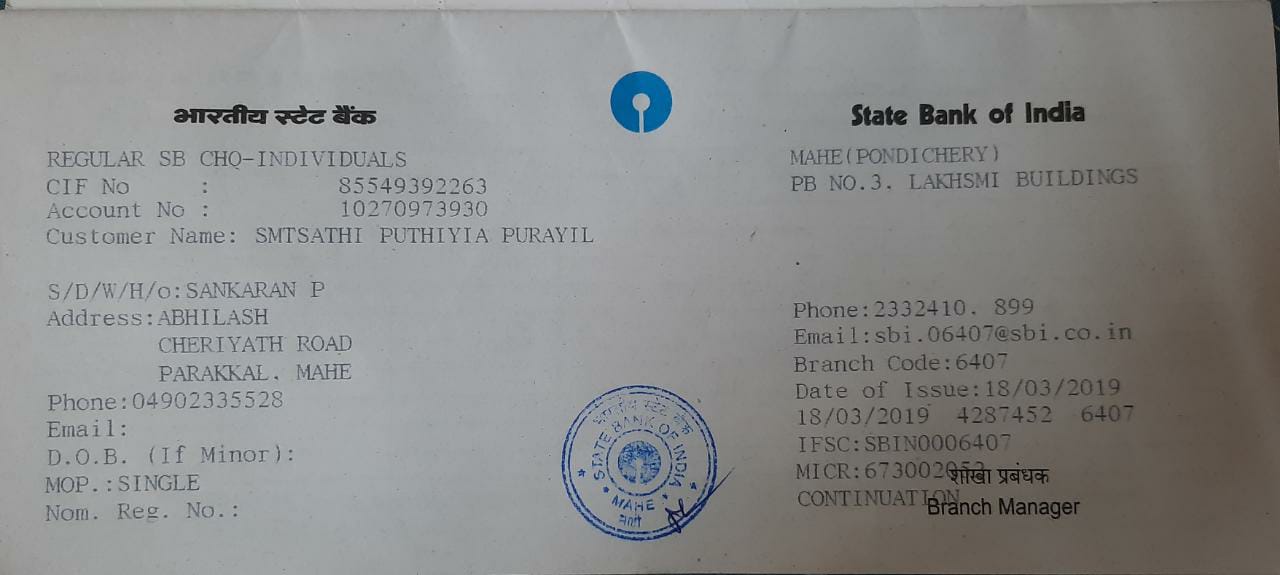 भारतीय स्टेट बैंक
REGULAR SB CHQ-INDIVIDUALS
CIF No : 85549392263
Account No : 10270973930
Customer Name: SMTSATHI PUTHIYIA PURAYIL
S/D/W/H/o:SANKARAN P
Address:ABHILASH
CHERIYATH ROAD
PARAKKAL. MAHE
Phone:04902335528
Email:
D.O.B. (If Minor):
MOP.:SINGLE
Nom. Reg. No.:
भारतीय स्टेट बैंक
STATE BANK OF INDIA
MAHE
State Bank of India
MAHE(PONDICHERY)
PB NO.3. LAKHSMI BUILDINGS
Phone:2332410. 899
Email:sbi.06407@sbi.co.in
Branch Code:6407
Date of Issue:18/03/2019
18/03/2019 4287452 6407
IFSC:SBIN0006407
MICR:
शाखा प्रबंधक
CONTINUATION
Branch Manager